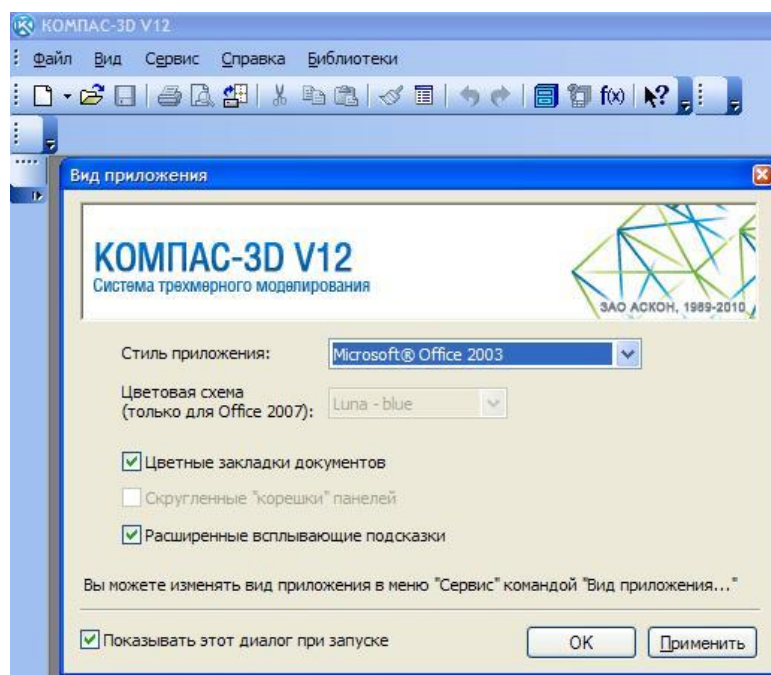 КОМПАС-3D V12
Файл Вид Сервис Справка Библиотеки
f(x) ?
Вид приложения
КОМПАС-3D V12
Система трехмерного моделирования
ЗАО АСКОН, 1989-2010
Стиль приложения: Microsoft® Office 2003
Цветовая схема
(только для Office 2007): Luna - blue
Цветные закладки документов
Скругленные "корешки" панелей
Расширенные всплывающие подсказки
Вы можете изменять вид приложения в меню "Сервис" командой "Вид приложения..."
Показывать этот диалог при запуске
OK Применить